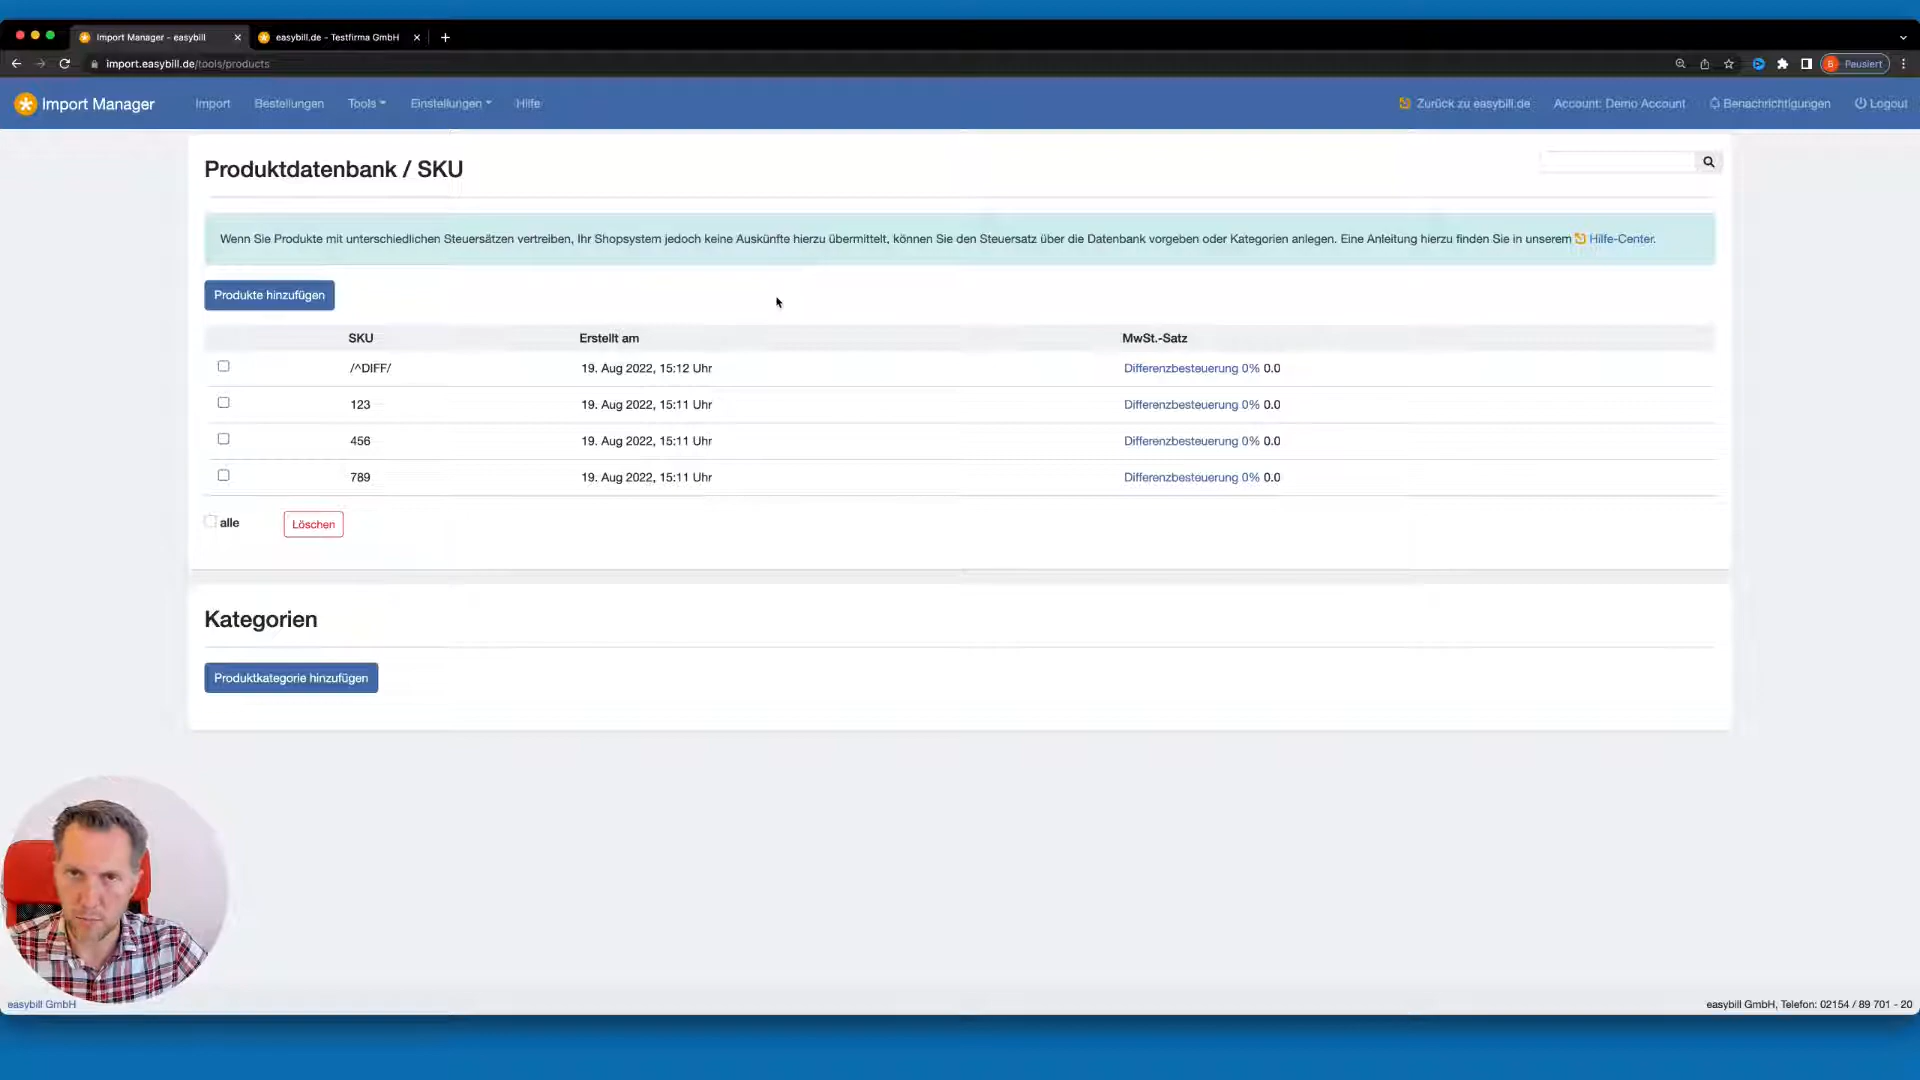 Import Manager - easybill
easybill.de - Testfirma GmbH
import.easybill.de/tools/products
B Pausiert
Import Manager Import Bestellungen Tools Einstellungen Hilfe Zurück zu easybill.de Account: Demo Account Benachrichtigungen Logout
Produktdatenbank / SKU
Wenn Sie Produkte mit unterschiedlichen Steuersätzen vertreiben, Ihr Shopsystem jedoch keine Auskünfte hierzu übermittelt, können Sie den Steuersatz über die Datenbank vorgeben oder Kategorien anlegen. Eine Anleitung hierzu finden Sie in unserem Hilfe-Center.
Produkte hinzufügen
SKU Erstellt am MwSt.-Satz
/^DIFF/ 19. Aug 2022, 15:12 Uhr Differenzbesteuerung 0% 0.0
123 19. Aug 2022, 15:11 Uhr Differenzbesteuerung 0% 0.0
456 19. Aug 2022, 15:11 Uhr Differenzbesteuerung 0% 0.0
789 19. Aug 2022, 15:11 Uhr Differenzbesteuerung 0% 0.0
alle Löschen
Kategorien
Produktkategorie hinzufügen
easybill GmbH
easybill GmbH, Telefon: 02154 / 89 701 - 20